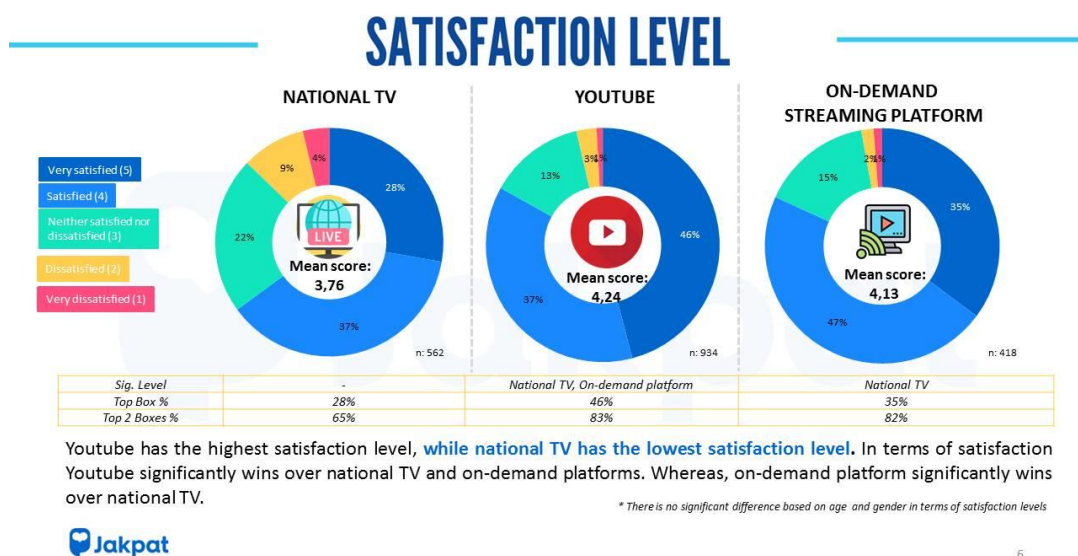 SATISFACTION LEVEL
NATIONAL TV
YOUTUBE
ON-DEMAND
STREAMING PLATFORM
Very satisfied (5)
Satisfied (4)
Neither satisfied nor
dissatisfied (3)
Dissatisfied (2)
Very dissatisfied (1)
4%
9%
28%
22%
37%
LIVE
Mean score:
3,76
n: 562
3%
1%
13%
46%
37%
Mean score:
4,24
n: 934
2%
1%
15%
35%
47%
Mean score:
4,13
n: 418
Sig. Level - National TV, On-demand platform National TV
Top Box % 28% 46% 35%
Top 2 Boxes % 65% 83% 82%
Youtube has the highest satisfaction level, while national TV has the lowest satisfaction level. In terms of satisfaction
Youtube significantly wins over national TV and on-demand platforms. Whereas, on-demand platform significantly wins
over national TV.
* There is no significant difference based on age and gender in terms of satisfaction levels
Jakpat
6